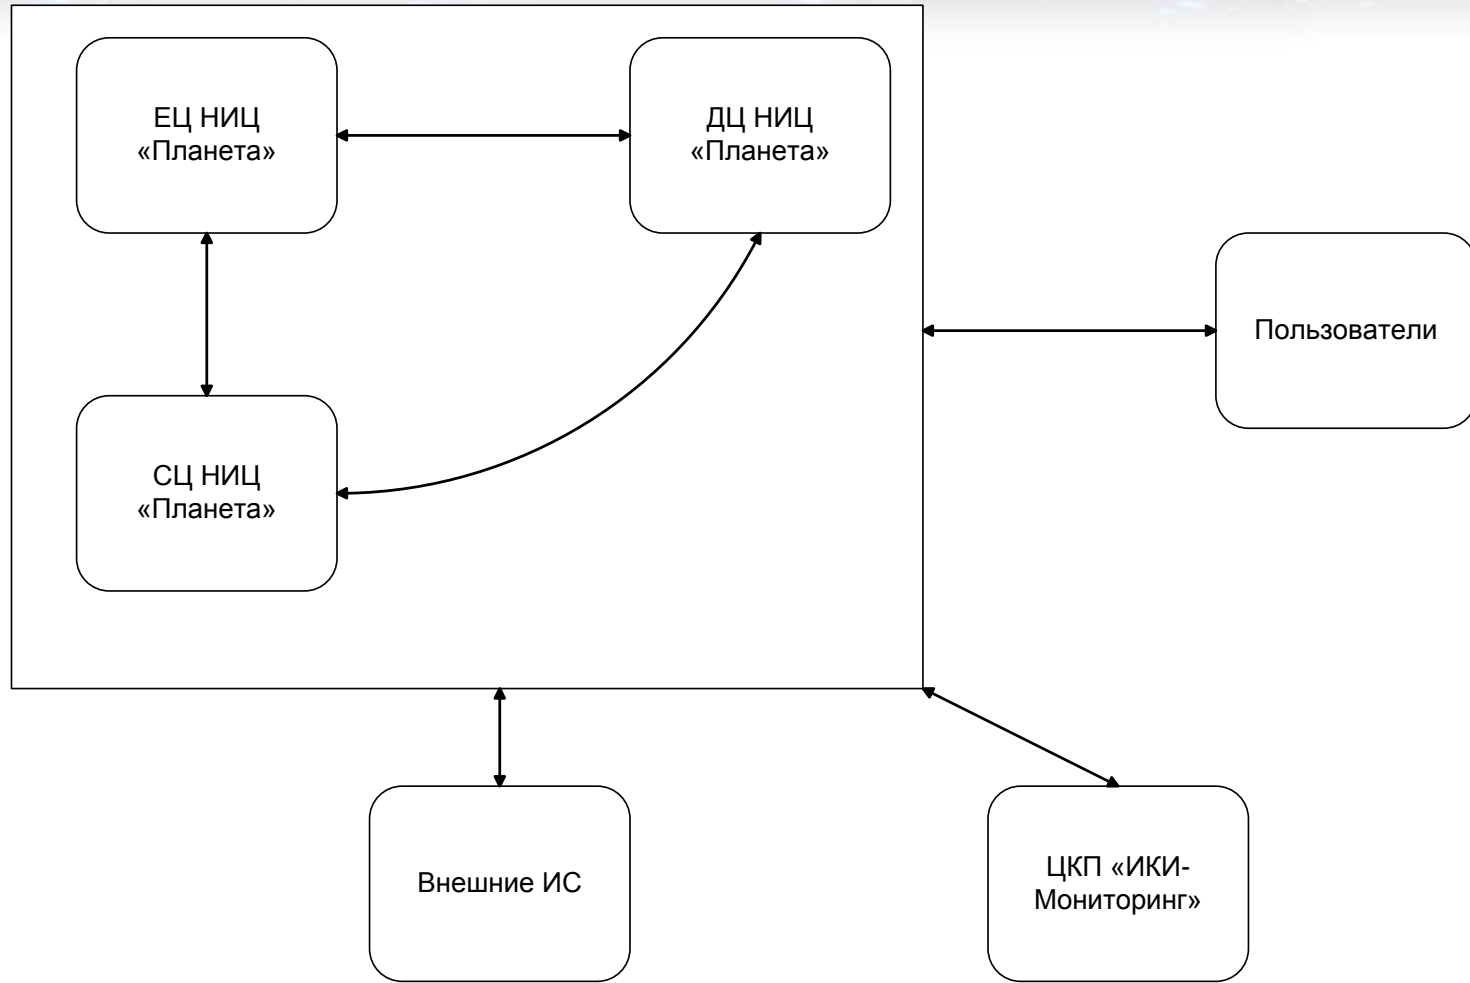 ЕЦ НИЦ
«Планета»
ДЦ НИЦ
«Планета»
Пользователи
СЦ НИЦ
«Планета»
Внешние ИС
ЦКП «ИКИ-
Мониторинг»